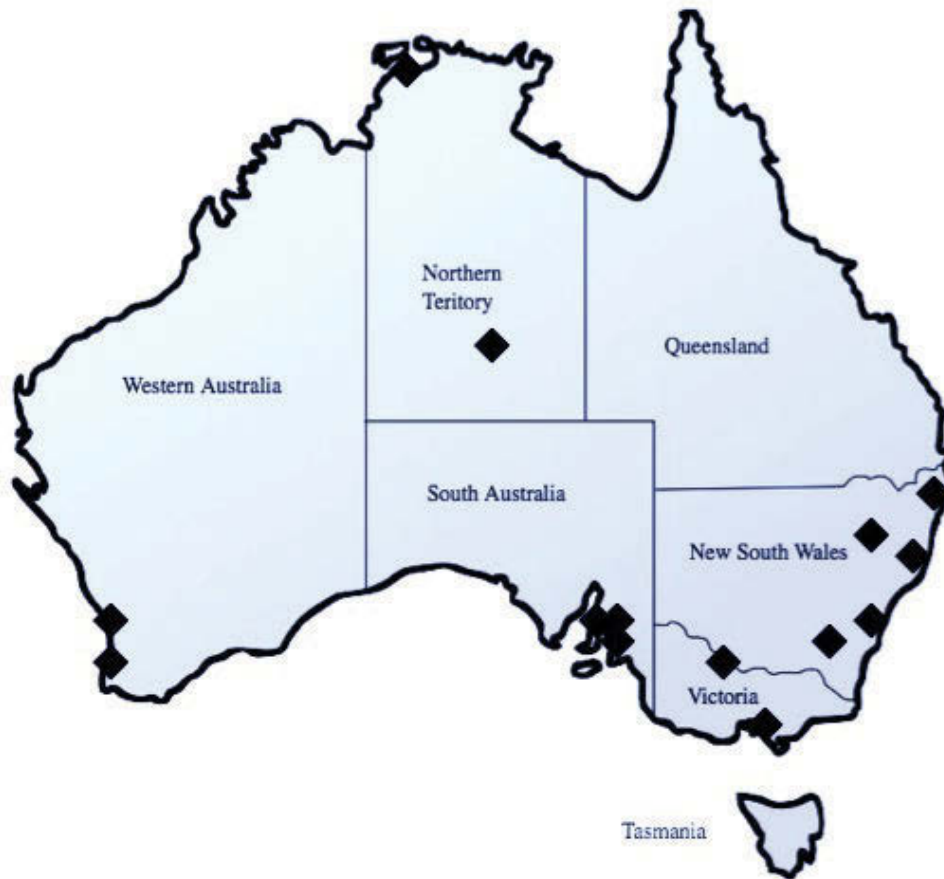 Northern
Teritory
Queensland
Western Australia
South Australia
New South Wales
Victoria
Tasmania